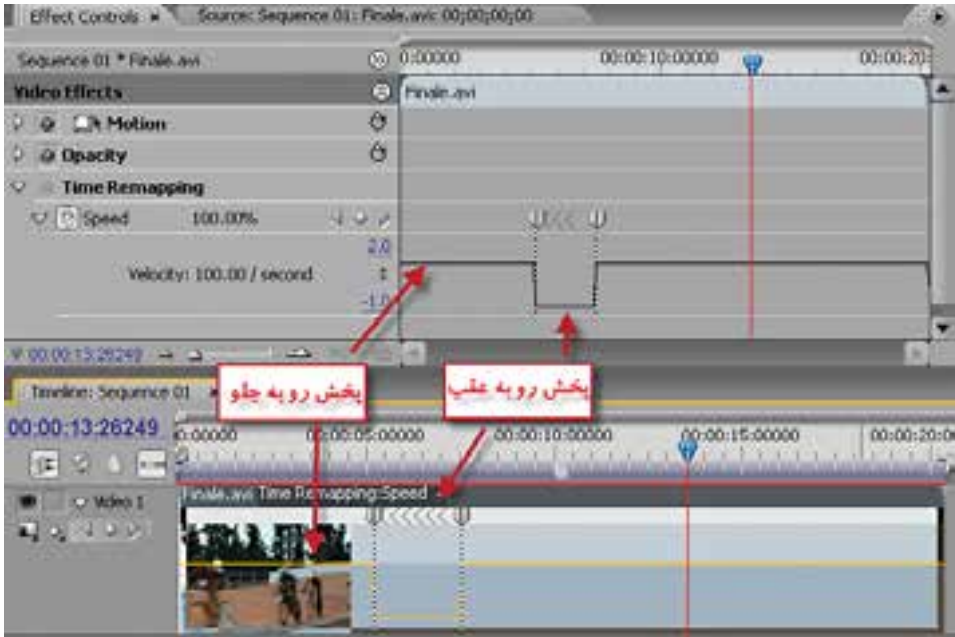 Effect Controls Source: Sequence 01: Finale.avi: 00;00;00;00
Sequence 01 * Finale.avi 0:00000 00:00:10:00000 00:00:20:
Video Effects Finale.avi
Motion
Opacity
Time Remapping
Speed 100.00%
2.0
Velocity: 100.00 / second
-1.0
00:00:13:26249
پخش رو به جلو
پخش رو به عقب
Timeline: Sequence 01
00:00:13:26249 0:00000 00:00:05:00000 00:00:10:00000 00:00:15:00000 00:00:20:0
Video 1 Finale.avi Time Remapping:Speed